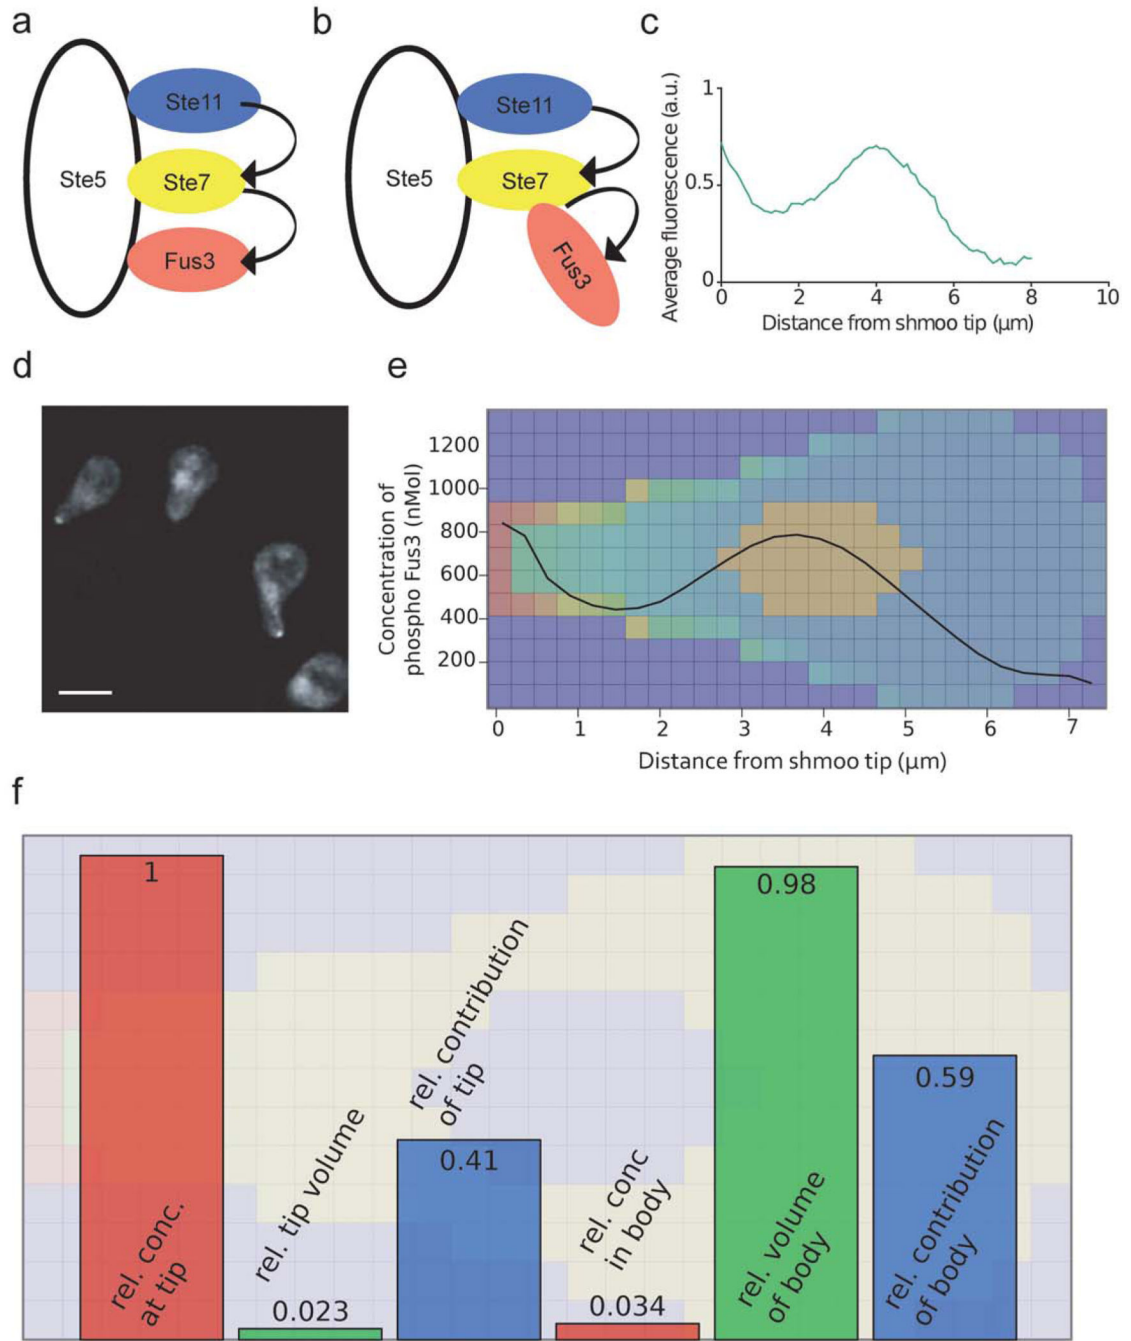 a
b
c
Ste5
Ste11
Ste7
Fus3
Ste5
Ste11
Ste7
Fus3
Average fluorescence (a.u.)
1
0.5
0
0
2
4
6
8
10
Distance from shmoo tip (μm)
d
e
Concentration of
phospho Fus3 (nMol)
1200
1000
800
600
400
200
0
1
2
3
4
5
6
7
Distance from shmoo tip (μm)
f
1
rel. conc.
at tip
rel. tip volume
0.023
rel. contribution
of tip
0.41
rel. conc
in body
0.034
0.98
rel. volume
of body
0.59
rel. contribution
of body